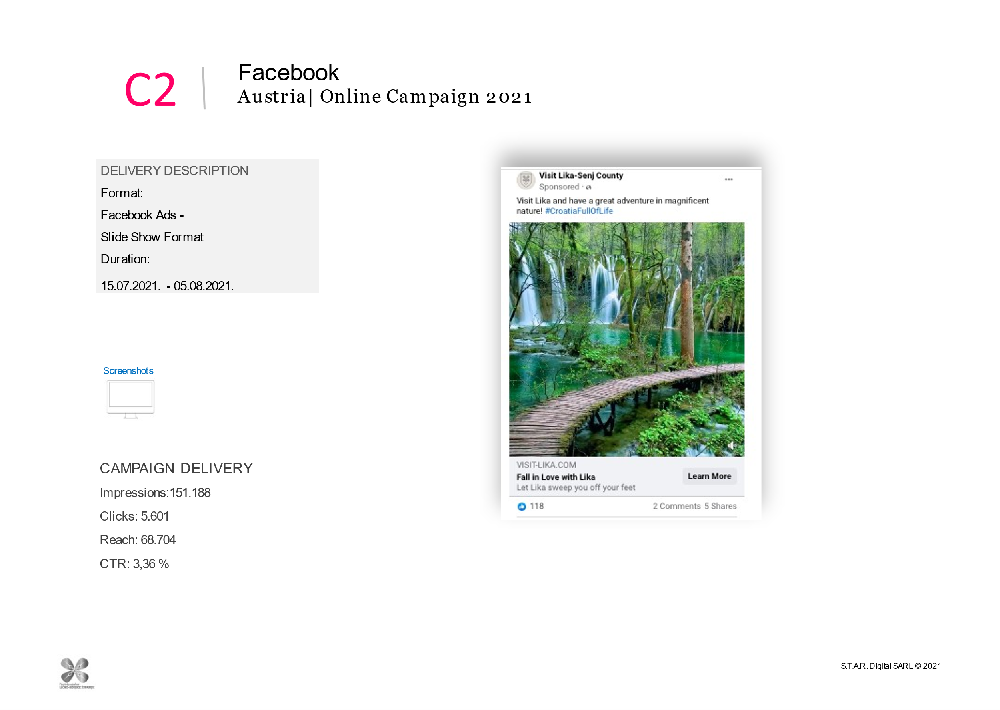 C2
Facebook
Austria| Online Campaign 2021
DELIVERY DESCRIPTION
Format:
Facebook Ads -
Slide Show Format
Duration:
15.07.2021. - 05.08.2021.
Screenshots
CAMPAIGN DELIVERY
Impressions:151.188
Clicks: 5.601
Reach: 68.704
CTR: 3,36 %
Visit Lika-Senj County
Sponsored ·
Visit Lika and have a great adventure in magnificent
nature! #CroatiaFullOfLife
VISIT-LIKA.COM
Fall in Love with Lika
Let Lika sweep you off your feet
Learn More
118
2 Comments 5 Shares
S.T.A.R. Digital SARL © 2021